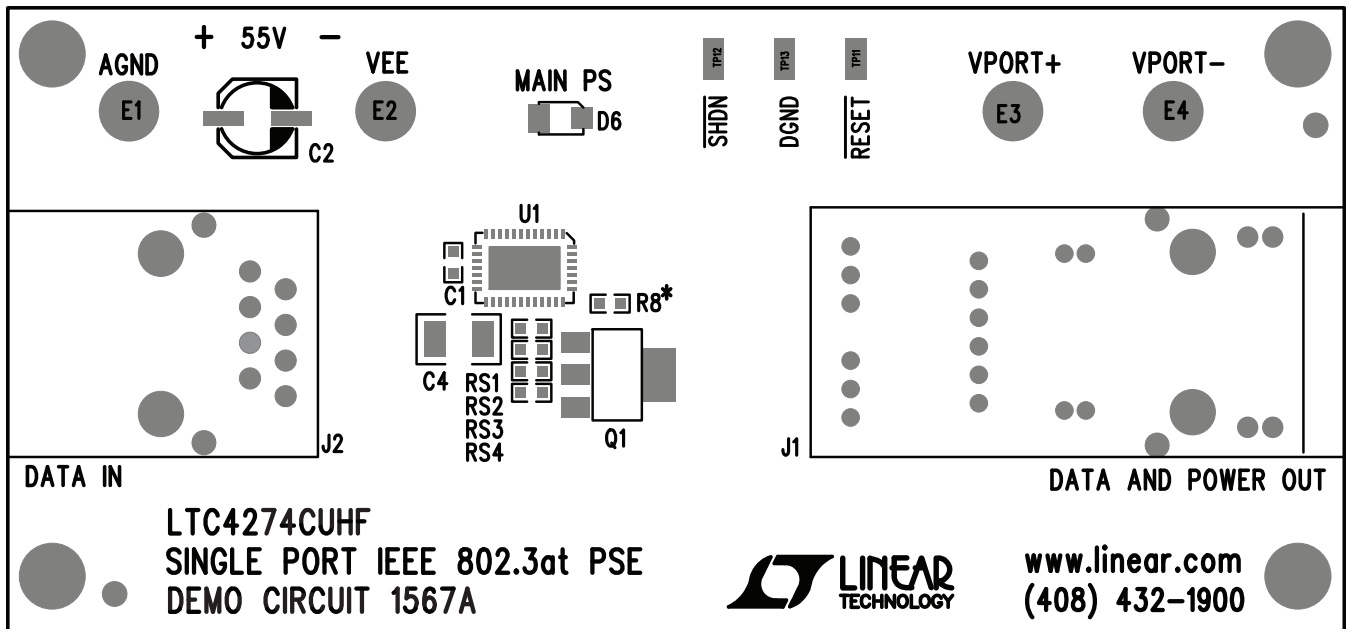 + 55V -
AGND
VEE
MAIN PS
TP12
TP13
TP11
VPORT+
VPORT-
E1
E2
D6
SHDN
DGND
RESET
E3
E4
C2
U1
C1
R8*
C4
RS1
RS2
RS3
RS4
Q1
J2
J1
DATA IN
DATA AND POWER OUT
LTC4274CUHF
SINGLE PORT IEEE 802.3at PSE
DEMO CIRCUIT 1567A
LINEAR
TECHNOLOGY
www.linear.com
(408) 432-1900